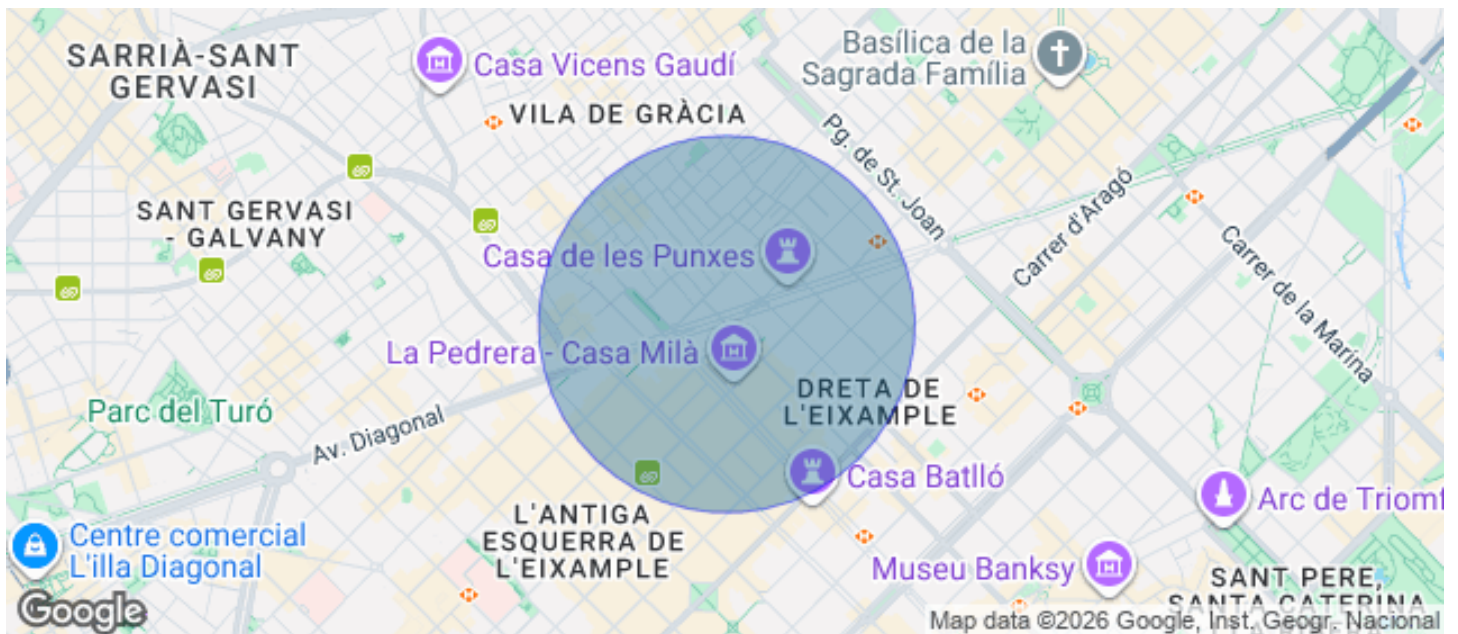 SARRIÀ-SANT
GERVASI
Casa Vicens Gaudí
Basílica de la
Sagrada Família
VILA DE GRÀCIA
Pg. de St. Joan
Carrer d'Aragó
SANT GERVASI
- GALVANY
Casa de les Punxes
Carrer de la Marina
La Pedrera - Casa Milà
DRETA DE
L'EIXAMPLE
Parc del Turó
Av. Diagonal
Casa Batlló
Arc de Triomf
L'ANTIGA
ESQUERRA DE
L'EIXAMPLE
Centre comercial
L'illa Diagonal
Museu Banksy
SANT PERE,
SANTA CATERINA
Google
Map data ©2026 Google, Inst. Geogr. Nacional